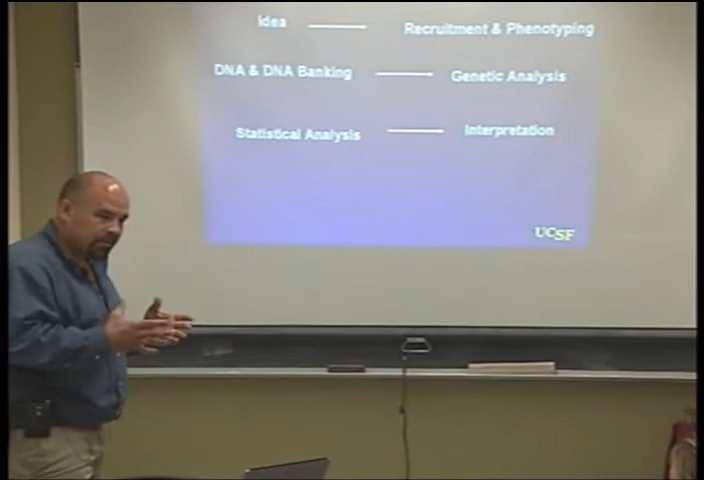 Idea
Recruitment & Phenotyping
DNA & DNA Banking
Genetic Analysis
Statistical Analysis
Interpretation
UCSF